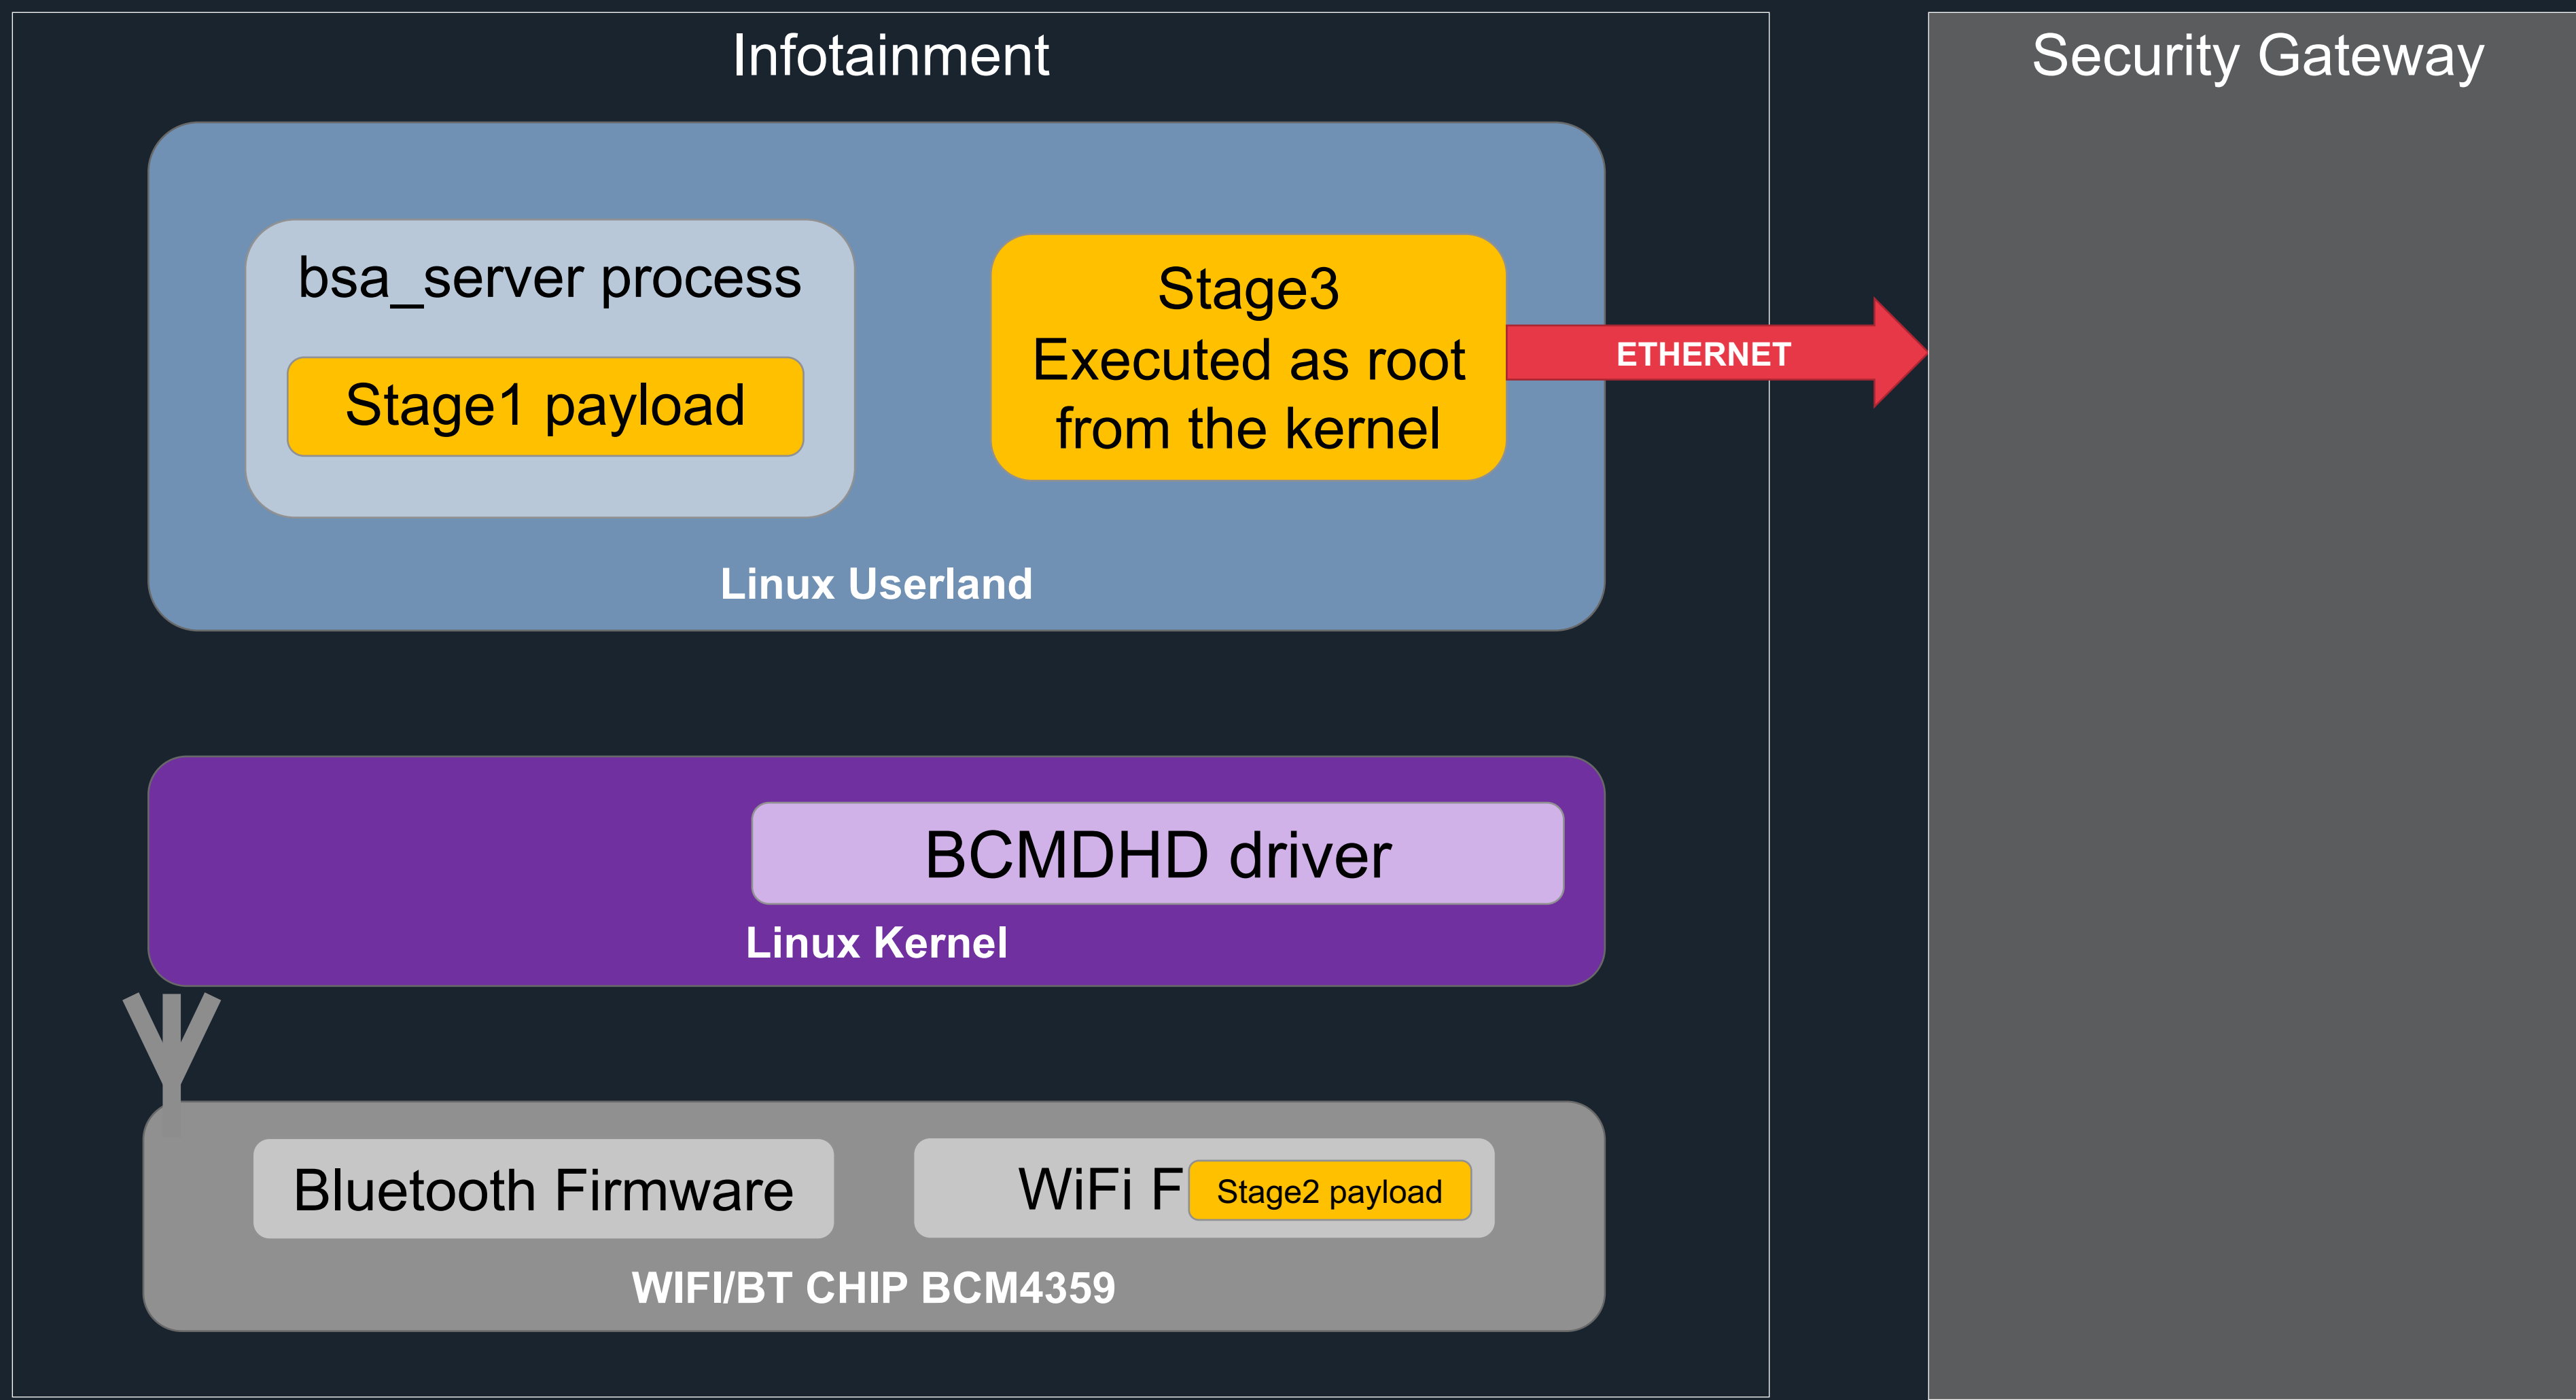 Infotainment
Security Gateway
bsa_server process
Stage1 payload
Stage3
Executed as root
from the kernel
ETHERNET
Linux Userland
BCMDHD driver
Linux Kernel
Bluetooth Firmware
WiFi F
Stage2 payload
WIFI/BT CHIP BCM4359